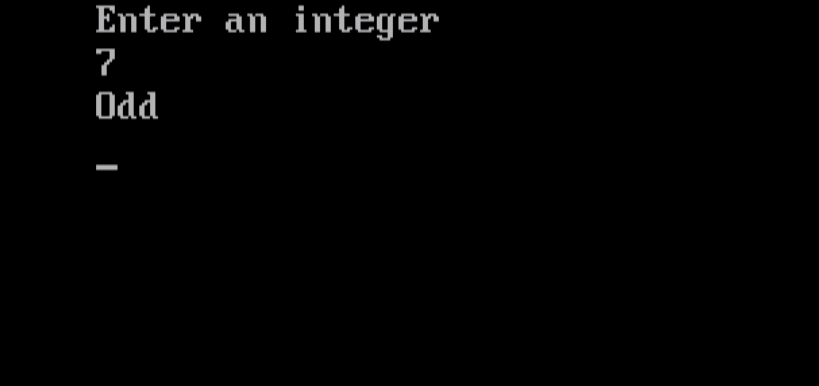 Enter an integer
7
Odd